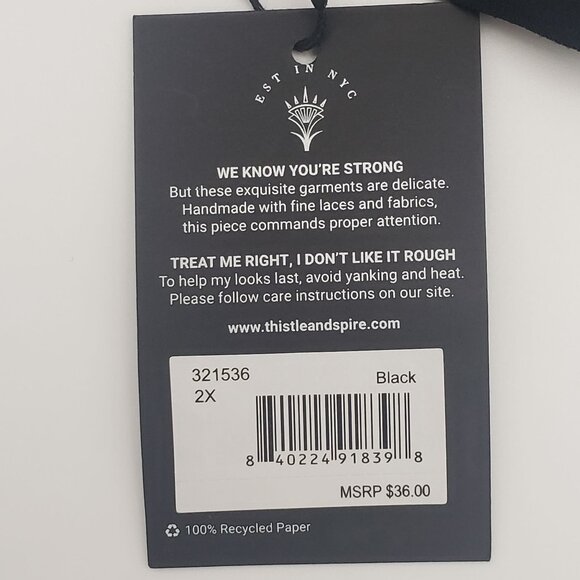 EST IN NYC
WE KNOW YOU'RE STRONG
But these exquisite garments are delicate.
Handmade with fine laces and fabrics,
this piece commands proper attention.
TREAT ME RIGHT, I DON'T LIKE IT ROUGH
To help my looks last, avoid yanking and heat.
Please follow care instructions on our site.
www.thistleandspire.com
321536
Black
2X
8 40224 91839 8
MSRP $36.00
100% Recycled Paper